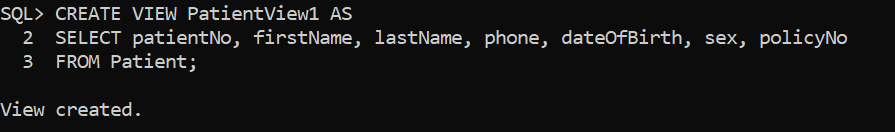 SQL> CREATE VIEW PatientView1 AS
  2  SELECT patientNo, firstName, lastName, phone, dateOfBirth, sex, policyNo
  3  FROM Patient;
View created.